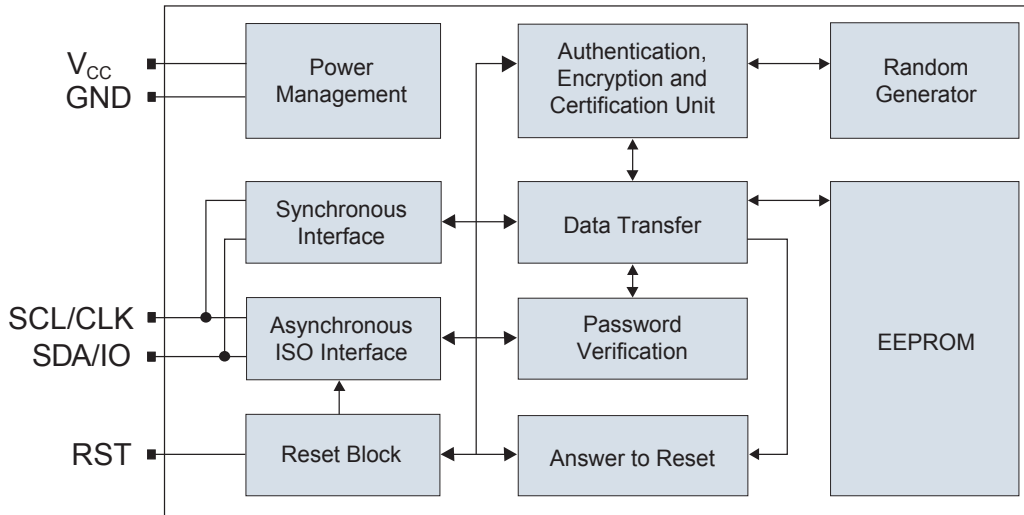 V_CC
GND
Power
Management
Authentication,
Encryption and
Certification Unit
Random
Generator
Synchronous
Interface
Data Transfer
SCL/CLK
SDA/IO
Asynchronous
ISO Interface
Password
Verification
EEPROM
RST
Reset Block
Answer to Reset